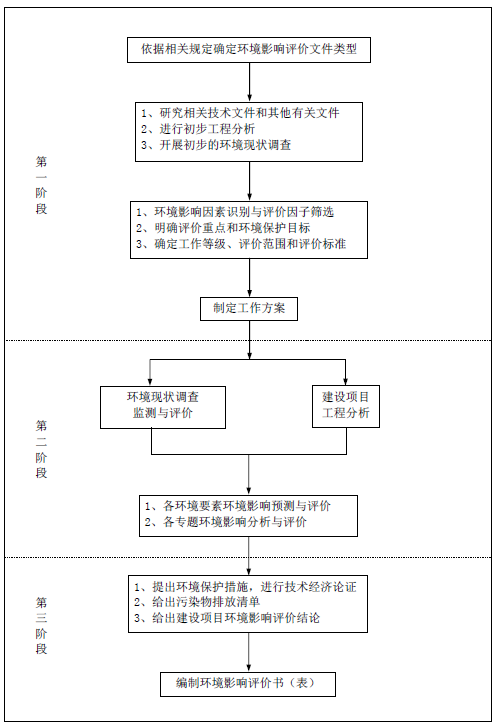 依据相关规定确定环境影响评价文件类型
1、研究相关技术文件和其他有关文件
2、进行初步工程分析
3、开展初步的环境现状调查
第一阶段
1、环境影响因素识别与评价因子筛选
2、明确评价重点和环境保护目标
3、确定工作等级、评价范围和评价标准
制定工作方案
环境现状调查
监测与评价
建设项目
工程分析
第二阶段
1、各环境要素环境影响预测与评价
2、各专题环境影响分析与评价
1、提出环境保护措施，进行技术经济论证
2、给出污染物排放清单
3、给出建设项目环境影响评价结论
第三阶段
编制环境影响评价书（表）